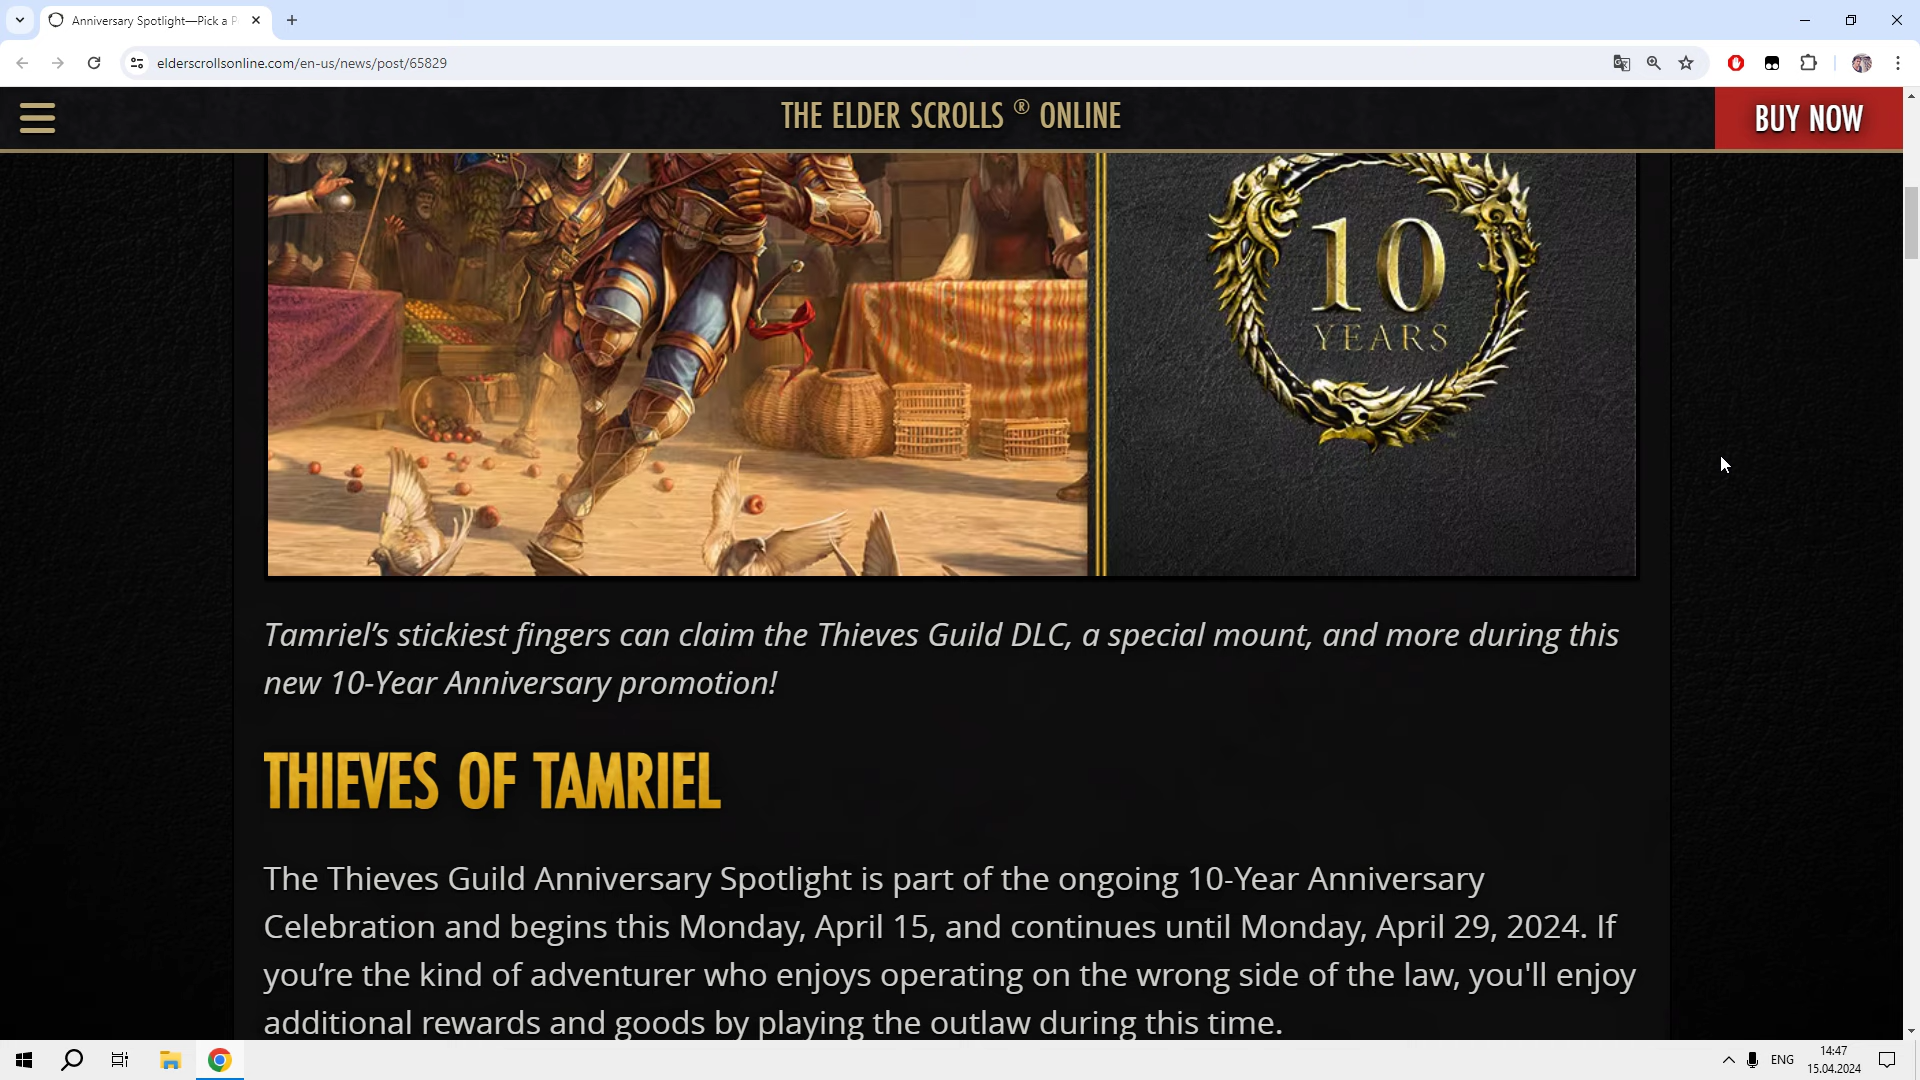 Anniversary Spotlight—Pick a P
elderscrollsonline.com/en-us/news/post/65829
THE ELDER SCROLLS ® ONLINE
BUY NOW
10
YEARS
Tamriel’s stickiest fingers can claim the Thieves Guild DLC, a special mount, and more during this
new 10-Year Anniversary promotion!
THIEVES OF TAMRIEL
The Thieves Guild Anniversary Spotlight is part of the ongoing 10-Year Anniversary
Celebration and begins this Monday, April 15, and continues until Monday, April 29, 2024. If
you’re the kind of adventurer who enjoys operating on the wrong side of the law, you'll enjoy
additional rewards and goods by playing the outlaw during this time.
ENG
14:47
15.04.2024